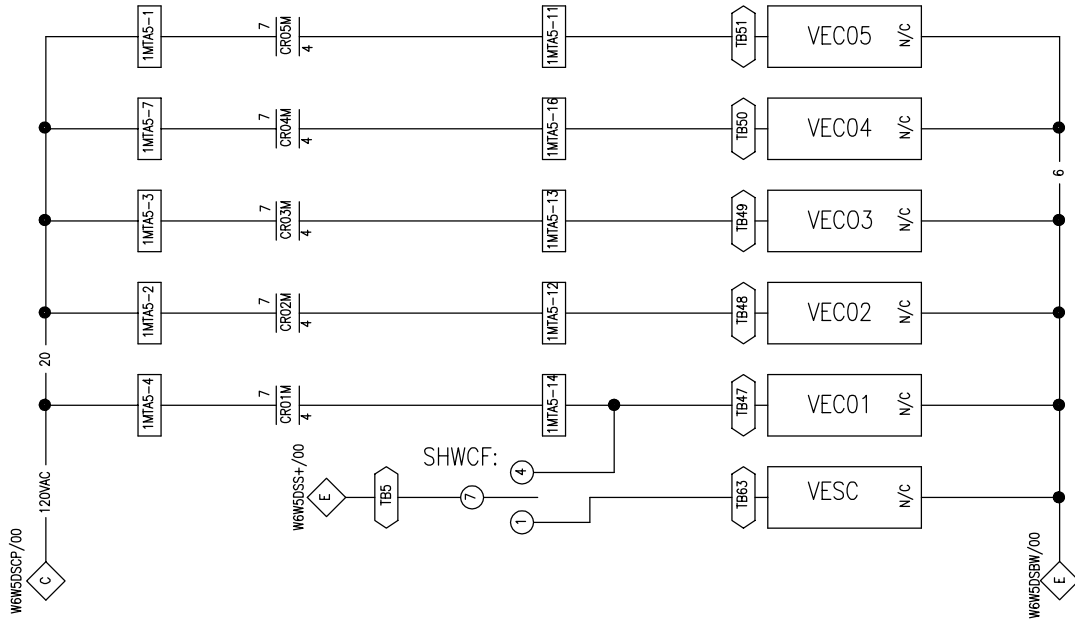 1MTA5-1
7
CR05M
4
1MTA5-11
TB51
VEC05
N/C
1MTA5-7
7
CR04M
4
1MTA5-16
TB50
VEC04
N/C
6
1MTA5-3
7
CR03M
4
1MTA5-13
TB49
VEC03
N/C
1MTA5-2
7
CR02M
4
1MTA5-12
TB48
VEC02
N/C
20
1MTA5-4
7
CR01M
4
1MTA5-14
TB47
VEC01
N/C
120VAC
W6W5DSS+/00
E
TB5
7
SHWCF:
4
1
TB63
VESC
N/C
W6W5DSCP/00
C
W6W5DSBW/00
E